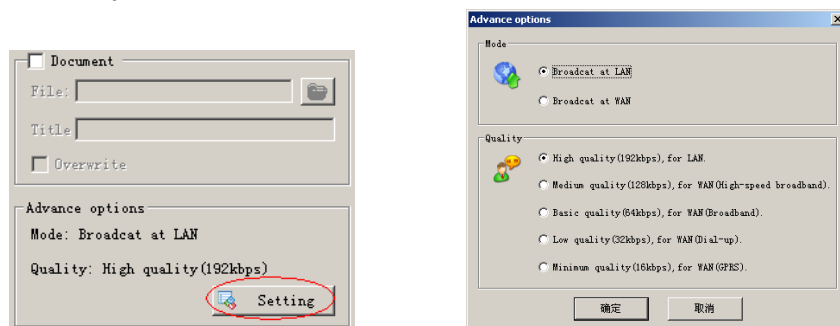 Document
File:
Title
Overwrite
Advance options
Mode: Broadcat at LAN
Quality: High quality(192kbps)
Setting
Advance options
Mode
Broadcat at LAN
Broadcat at WAN
Quality
High quality(192kbps), for LAN.
Medium quality(128kbps), for WAN(High-speed broadband).
Basic quality(64kbps), for WAN(Broadband).
Low quality(32kbps), for WAN(Dial-up).
Minimum quality(16kbps), for WAN(GPRS).
确定 取消